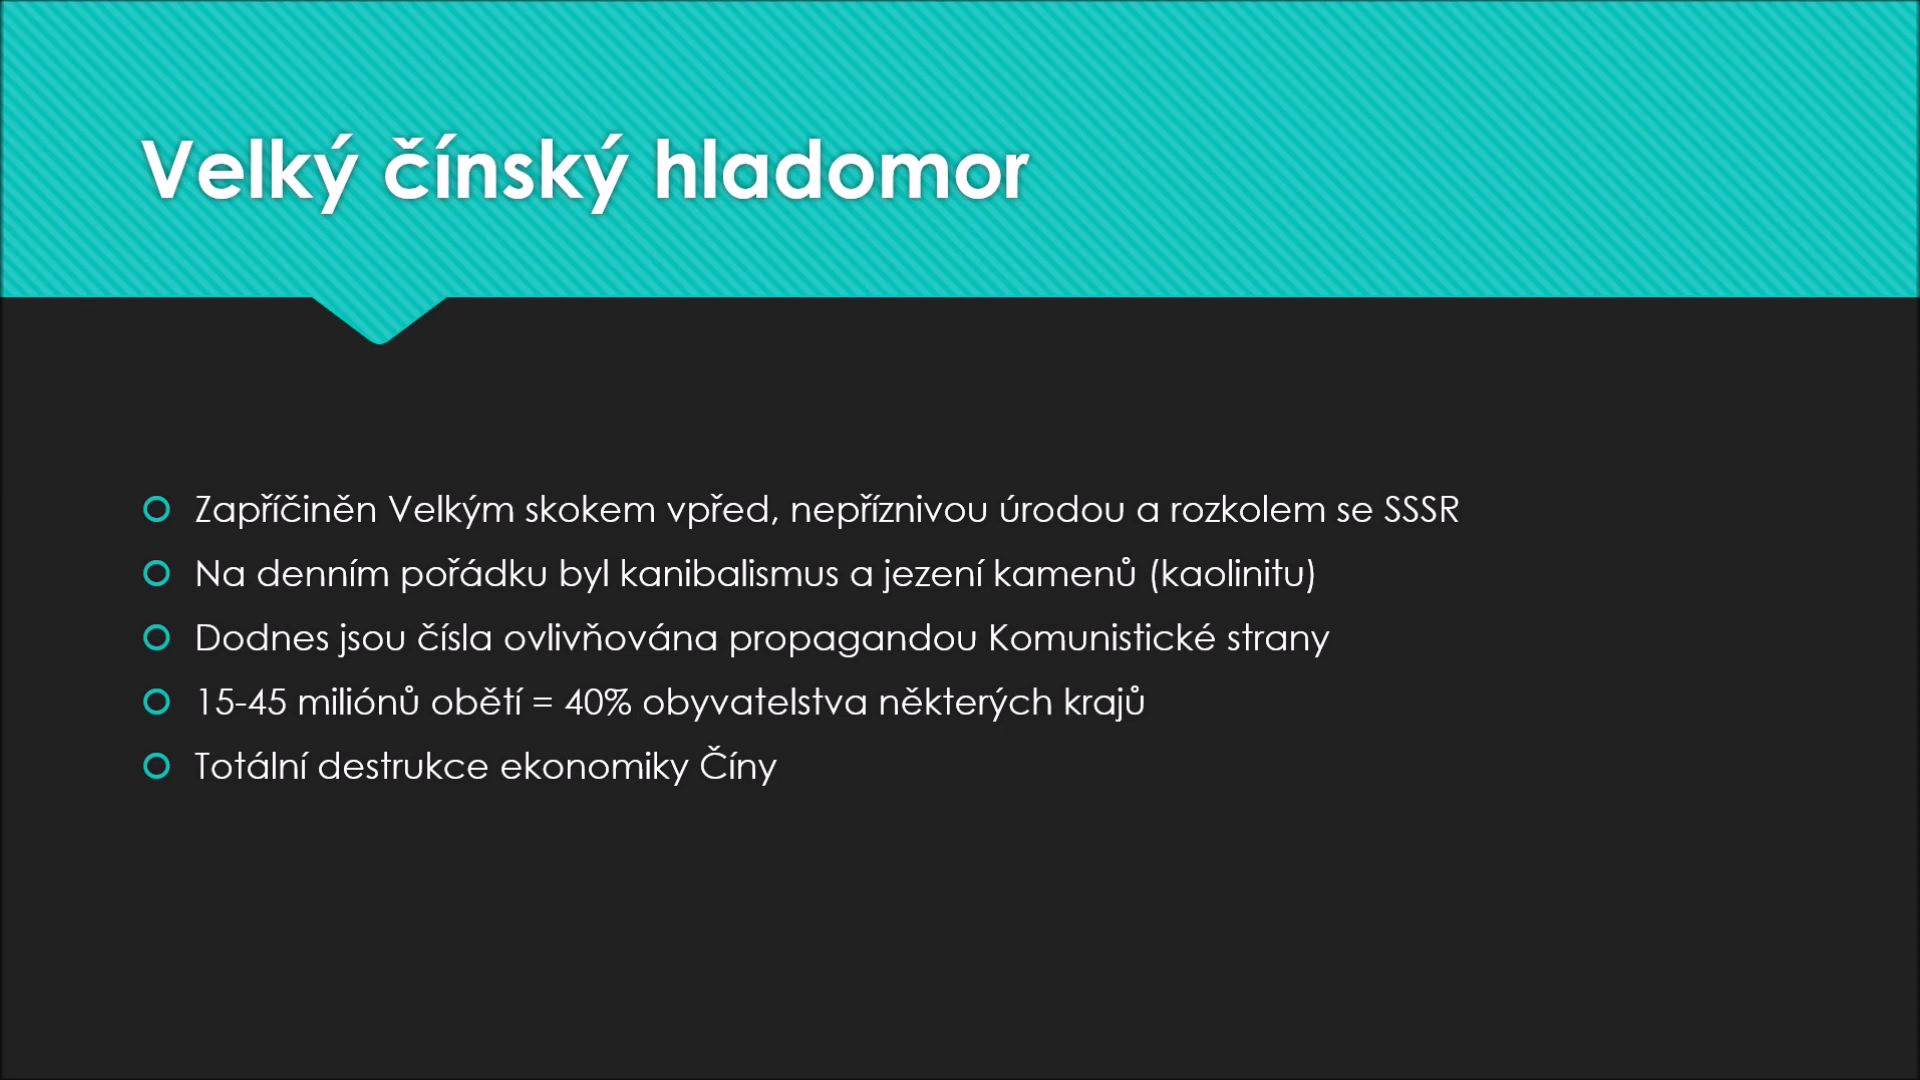 Velký čínský hladomor
Zapříčiněn Velkým skokem vpřed, nepříznivou úrodou a rozkolem se SSSR
Na denním pořádku byl kanibalismus a jezení kamenů (kaolinitu)
Dodnes jsou čísla ovlivňována propagandou Komunistické strany
15-45 miliónů obětí = 40% obyvatelstva některých krajů
Totální destrukce ekonomiky Číny